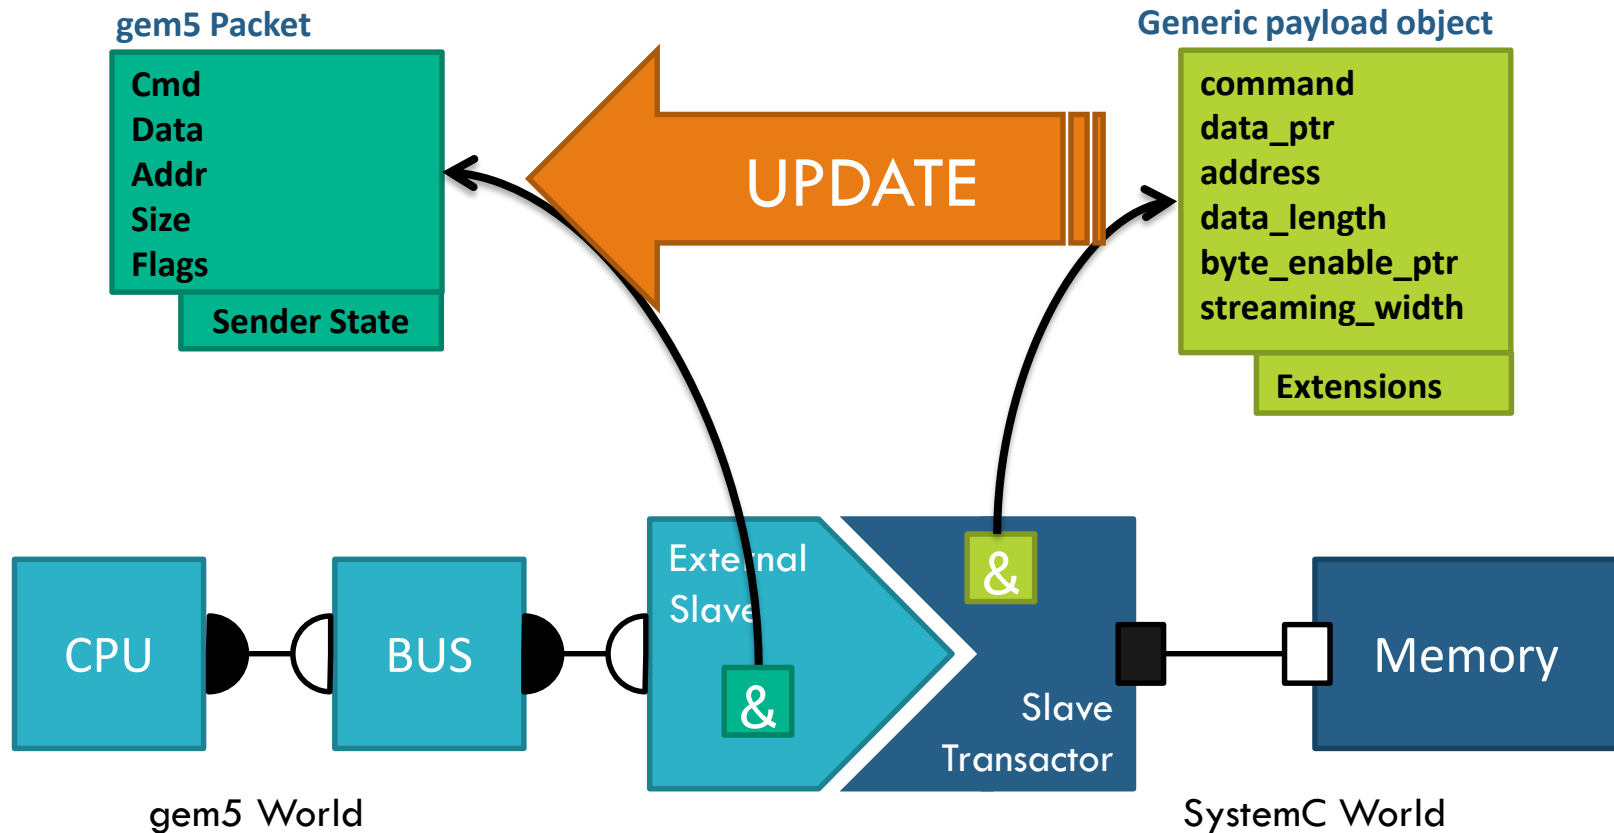 gem5 Packet
Cmd
Data
Addr
Size
Flags
Sender State
UPDATE
Generic payload object
command
data_ptr
address
data_length
byte_enable_ptr
streaming_width
Extensions
CPU
BUS
External
Slave
&
&
Slave
Transactor
Memory
gem5 World
SystemC World